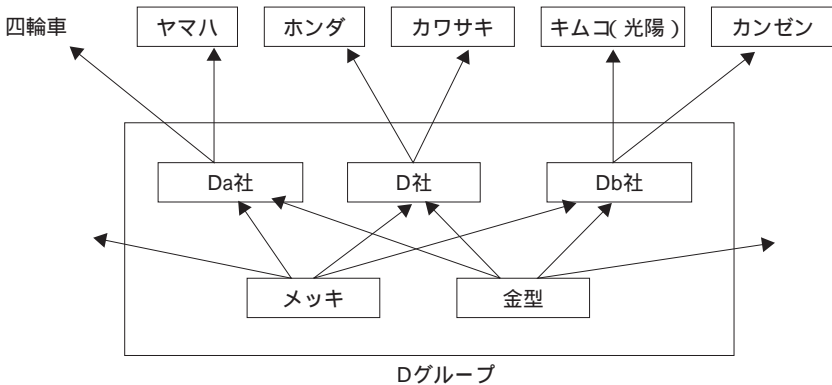 四輪車
ヤマハ
ホンダ
カワサキ
キムコ(光陽)
カンゼン
Da社
D社
Db社
メッキ
金型
Dグループ